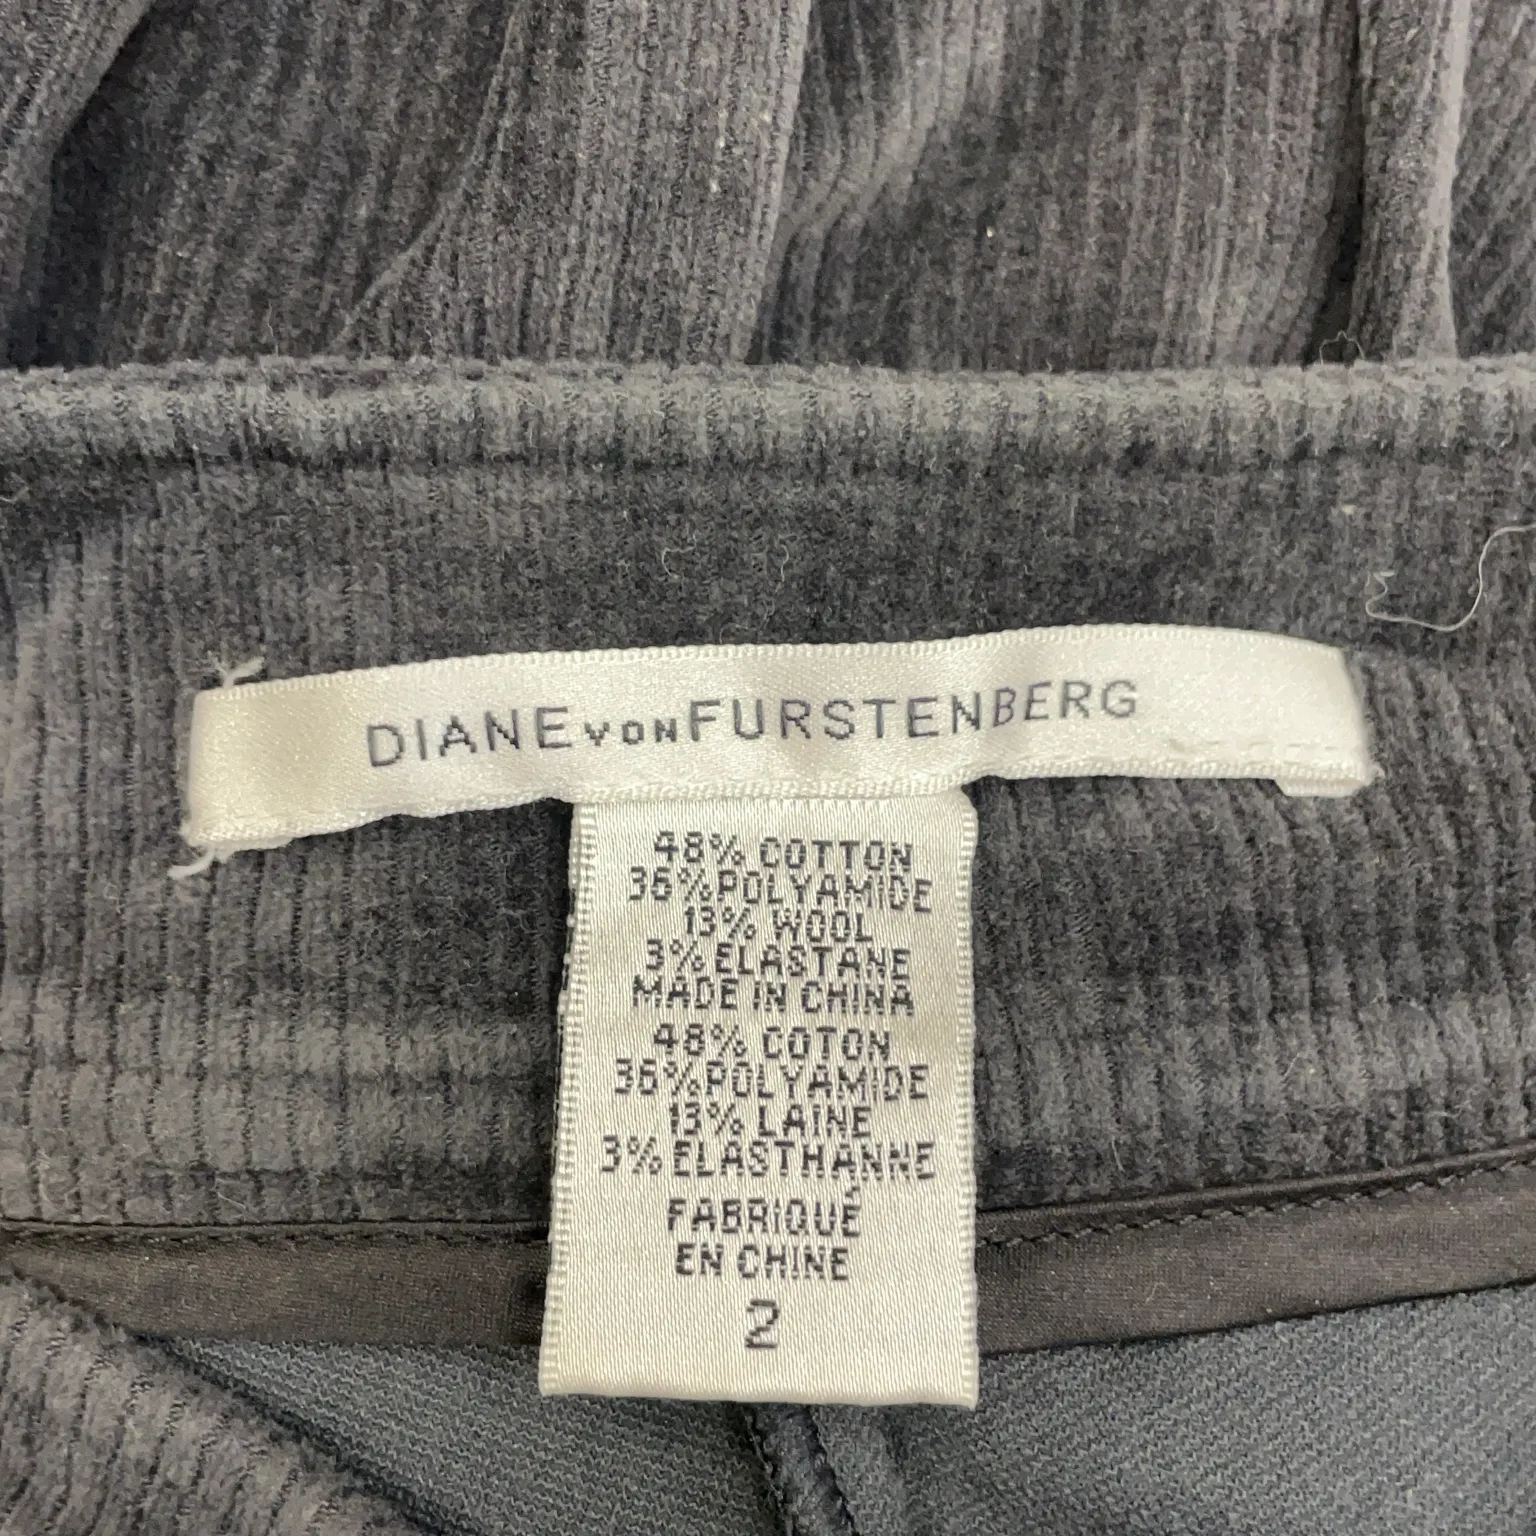 DIANE VON FURSTENBERG
48% COTTON
36% POLYAMIDE
13% WOOL
3% ELASTANE
MADE IN CHINA
48% COTON
36% POLYAMIDE
13% LAINE
3% ELASTHANNE
FABRIQUÉ
EN CHINE
2